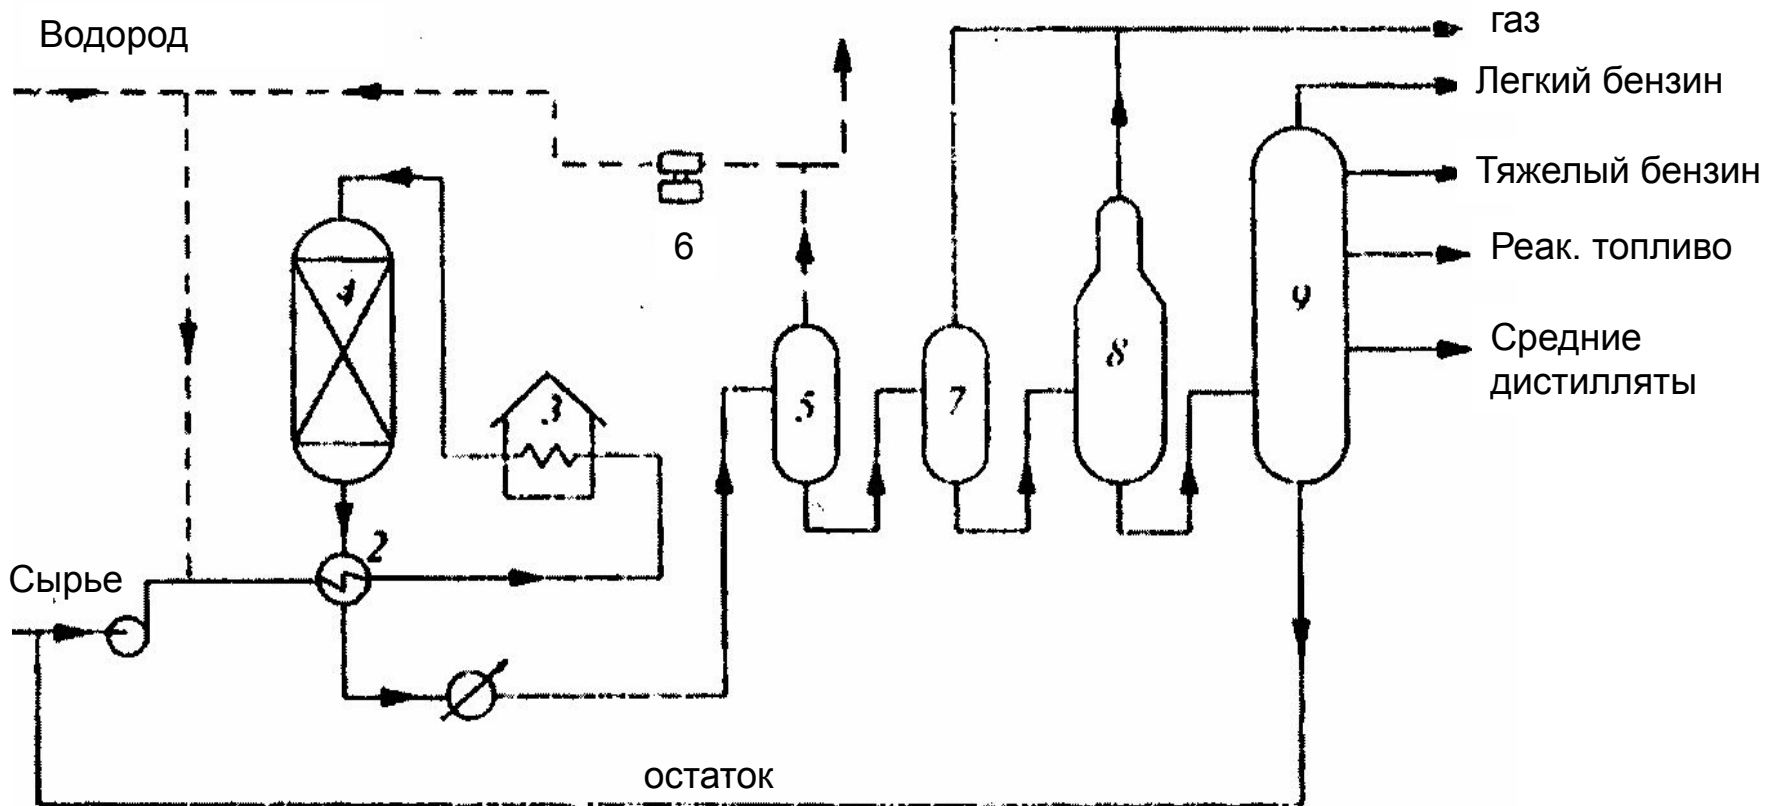 Водород
газ
Легкий бензин
Тяжелый бензин
Реак. топливо
Средние
дистилляты
6
4
3
5
7
8
9
2
Сырье
остаток